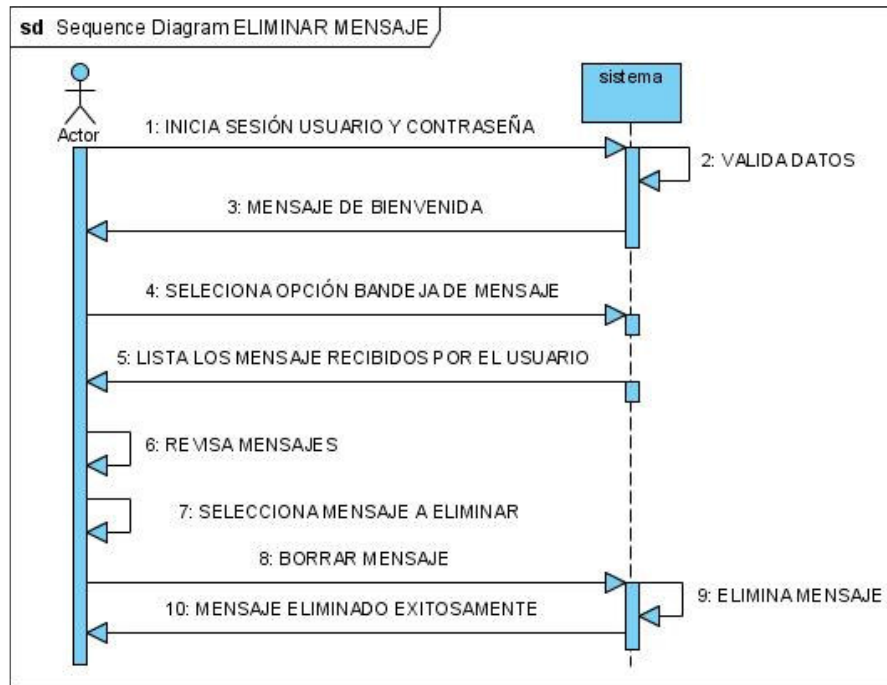 sd Sequence Diagram ELIMINAR MENSAJE
sistema
Actor
1: INICIA SESIÓN USUARIO Y CONTRASEÑA
2: VALIDA DATOS
3: MENSAJE DE BIENVENIDA
4: SELECIONA OPCIÓN BANDEJA DE MENSAJE
5: LISTA LOS MENSAJE RECIBIDOS POR EL USUARIO
6: REVISA MENSAJES
7: SELECCIONA MENSAJE A ELIMINAR
8: BORRAR MENSAJE
9: ELIMINA MENSAJE
10: MENSAJE ELIMINADO EXITOSAMENTE